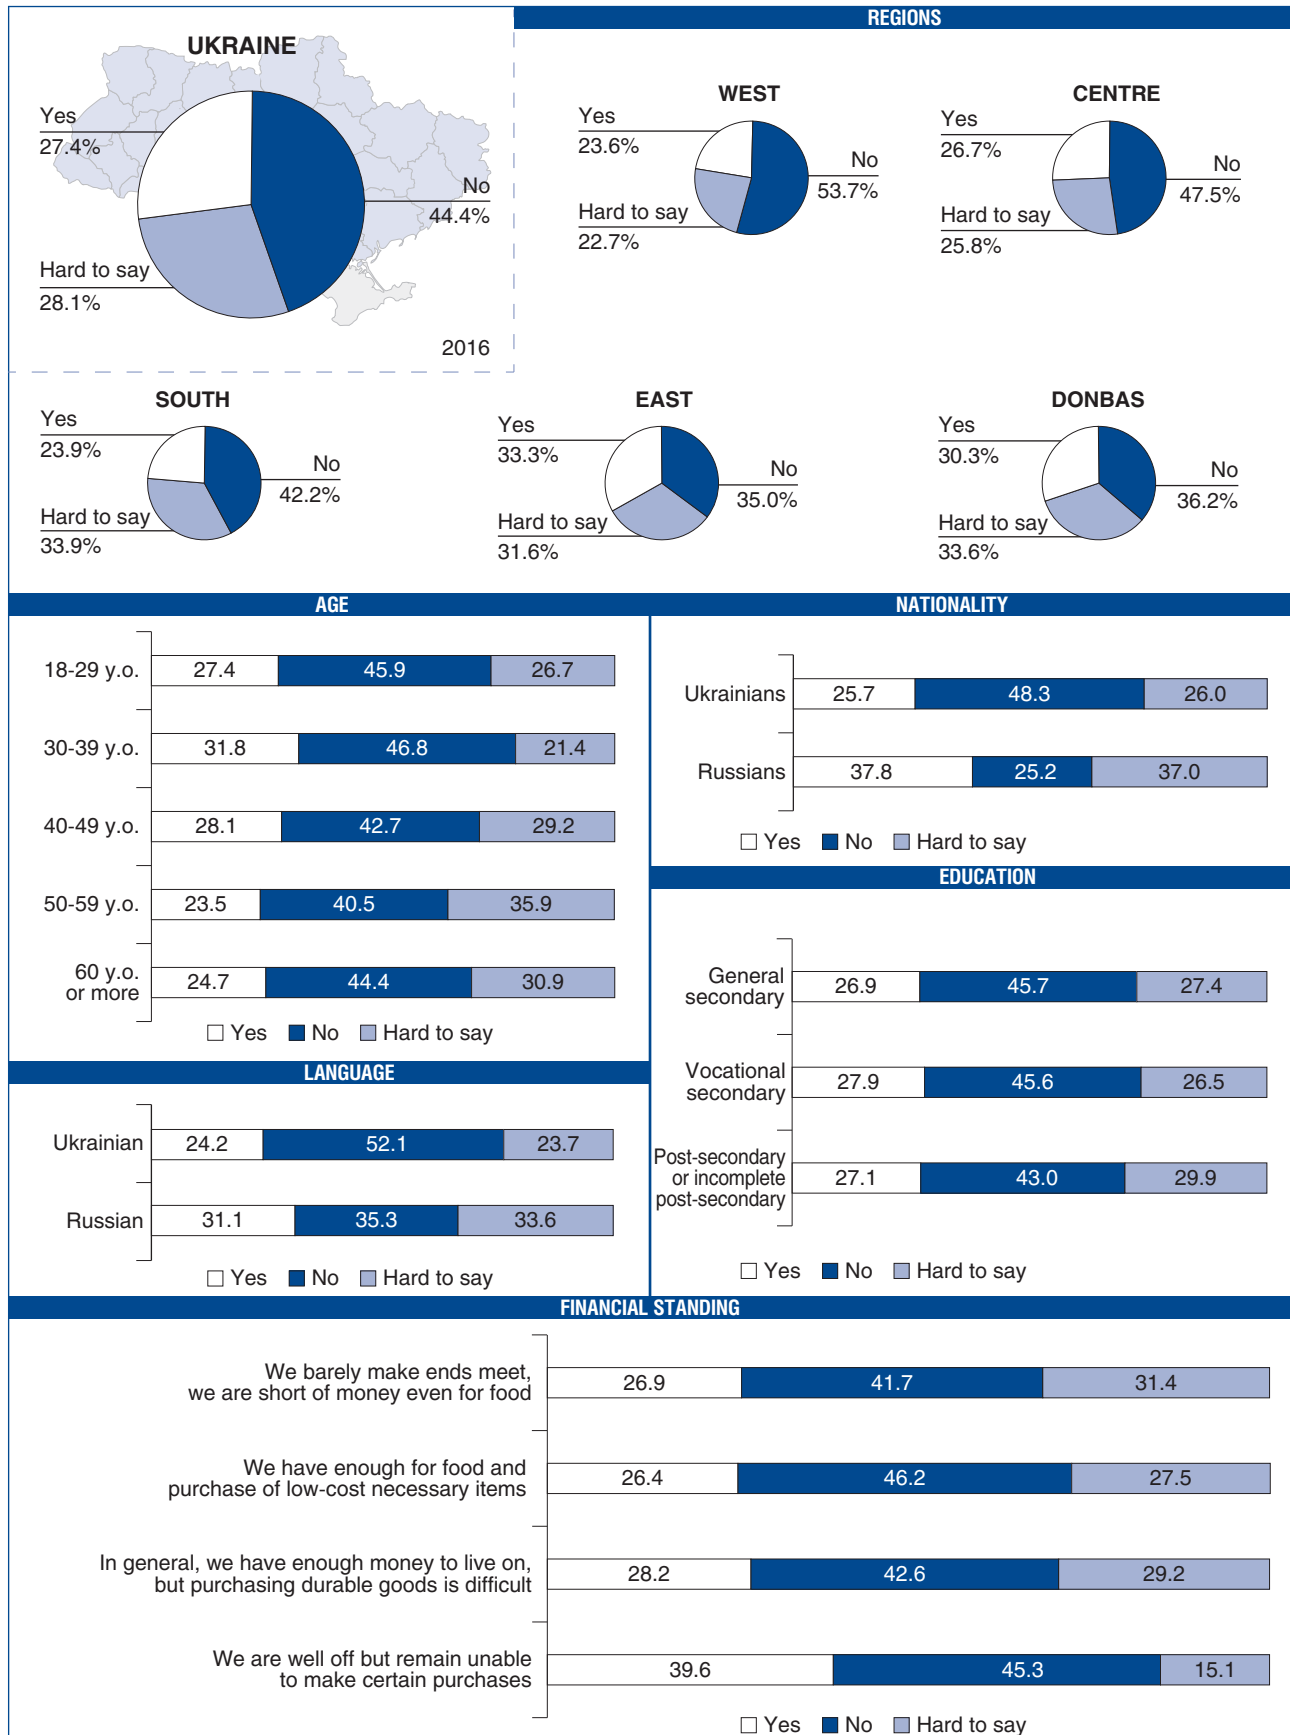 UKRAINE
Yes
27.4%
No
44.4%
Hard to say
28.1%
2016
REGIONS
WEST
Yes
23.6%
No
53.7%
Hard to say
22.7%
CENTRE
Yes
26.7%
No
47.5%
Hard to say
25.8%
SOUTH
Yes
23.9%
No
42.2%
Hard to say
33.9%
EAST
Yes
33.3%
No
35.0%
Hard to say
31.6%
DONBAS
Yes
30.3%
No
36.2%
Hard to say
33.6%
AGE
18-29 y.o. 27.4 45.9 26.7
30-39 y.o. 31.8 46.8 21.4
40-49 y.o. 28.1 42.7 29.2
50-59 y.o. 23.5 40.5 35.9
60 y.o.
or more 24.7 44.4 30.9
Yes No Hard to say
NATIONALITY
Ukrainians 25.7 48.3 26.0
Russians 37.8 25.2 37.0
Yes No Hard to say
LANGUAGE
Ukrainian 24.2 52.1 23.7
Russian 31.1 35.3 33.6
Yes No Hard to say
EDUCATION
General
secondary 26.9 45.7 27.4
Vocational
secondary 27.9 45.6 26.5
Post-secondary
or incomplete
post-secondary 27.1 43.0 29.9
Yes No Hard to say
FINANCIAL STANDING
We barely make ends meet,
we are short of money even for food 26.9 41.7 31.4
We have enough for food and
purchase of low-cost necessary items 26.4 46.2 27.5
In general, we have enough money to live on,
but purchasing durable goods is difficult 28.2 42.6 29.2
We are well off but remain unable
to make certain purchases 39.6 45.3 15.1
Yes No Hard to say